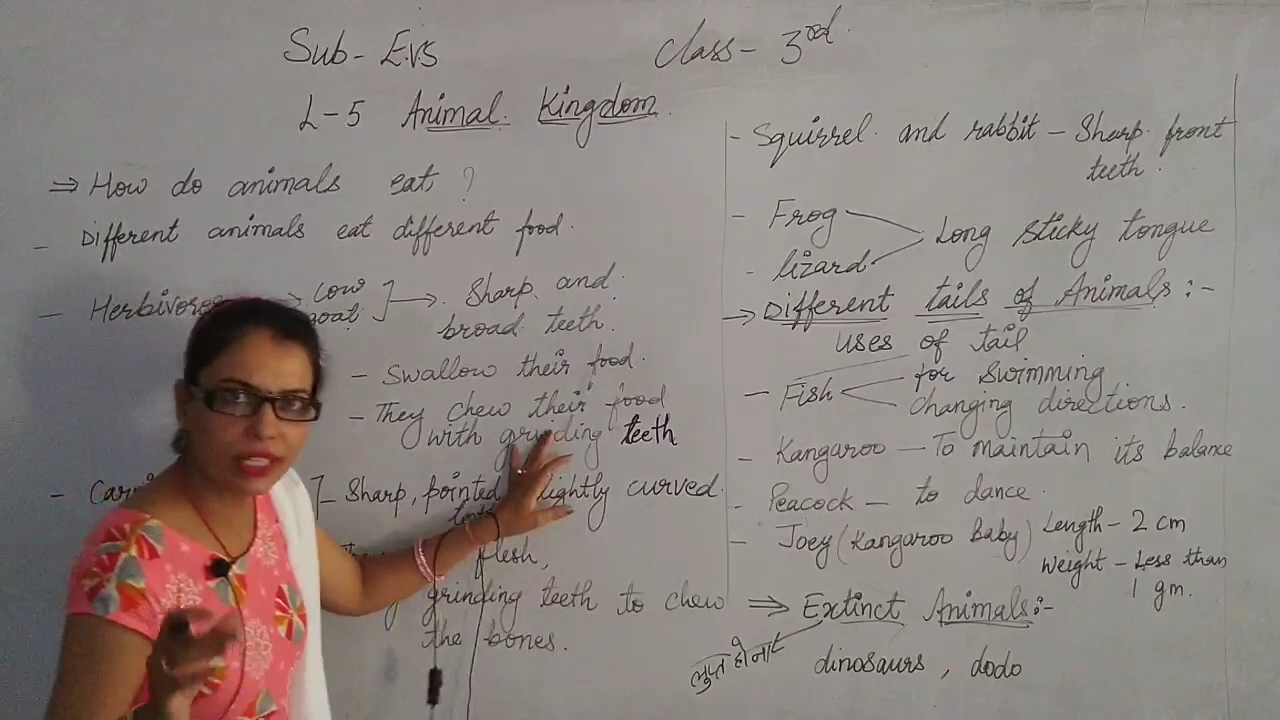 Sub- E.V.S
Class- 3rd.
L-5 Animal Kingdom.
⇒ How do animals eat ?
- Different animals eat different food.
- Herbivores → Cow
goat ] → Sharp and
broad teeth.
- Swallow their food.
- They chew their food
with grinding teeth
- Sharp, pointed slightly curved.
flesh,
grinding teeth to chew
the bones.
- Squirrel and rabbit - Sharp front
teeth.
- Frog
- lizard
Long sticky tongue
→ Different tails of Animals :-
uses of tail
- Fish
for swimming
changing directions.
- Kangaroo - To maintain its balance
- Peacock - to dance.
- Joey (Kangaroo Baby) Length - 2 cm
weight - Less than
1 gm.
⇒ Extinct Animals:-
लुप्त होना
dinosaurs, dodo